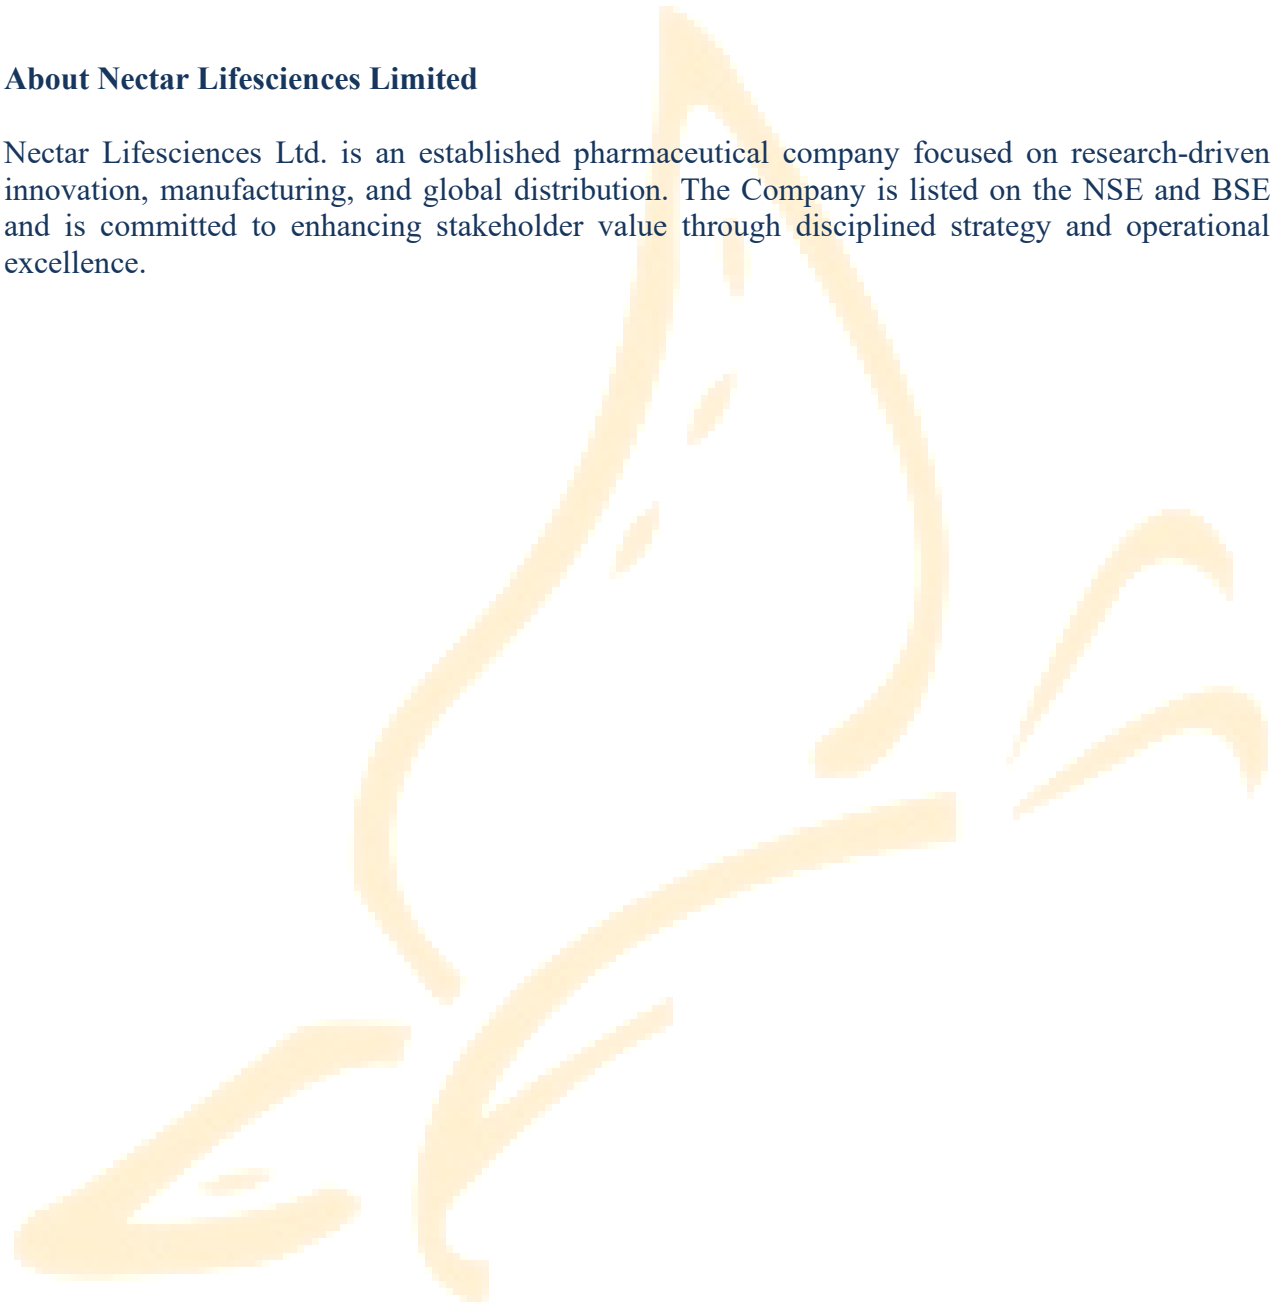 About Nectar Lifesciences Limited
Nectar Lifesciences Ltd. is an established pharmaceutical company focused on research-driven
innovation, manufacturing, and global distribution. The Company is listed on the NSE and BSE
and is committed to enhancing stakeholder value through disciplined strategy and operational
excellence.